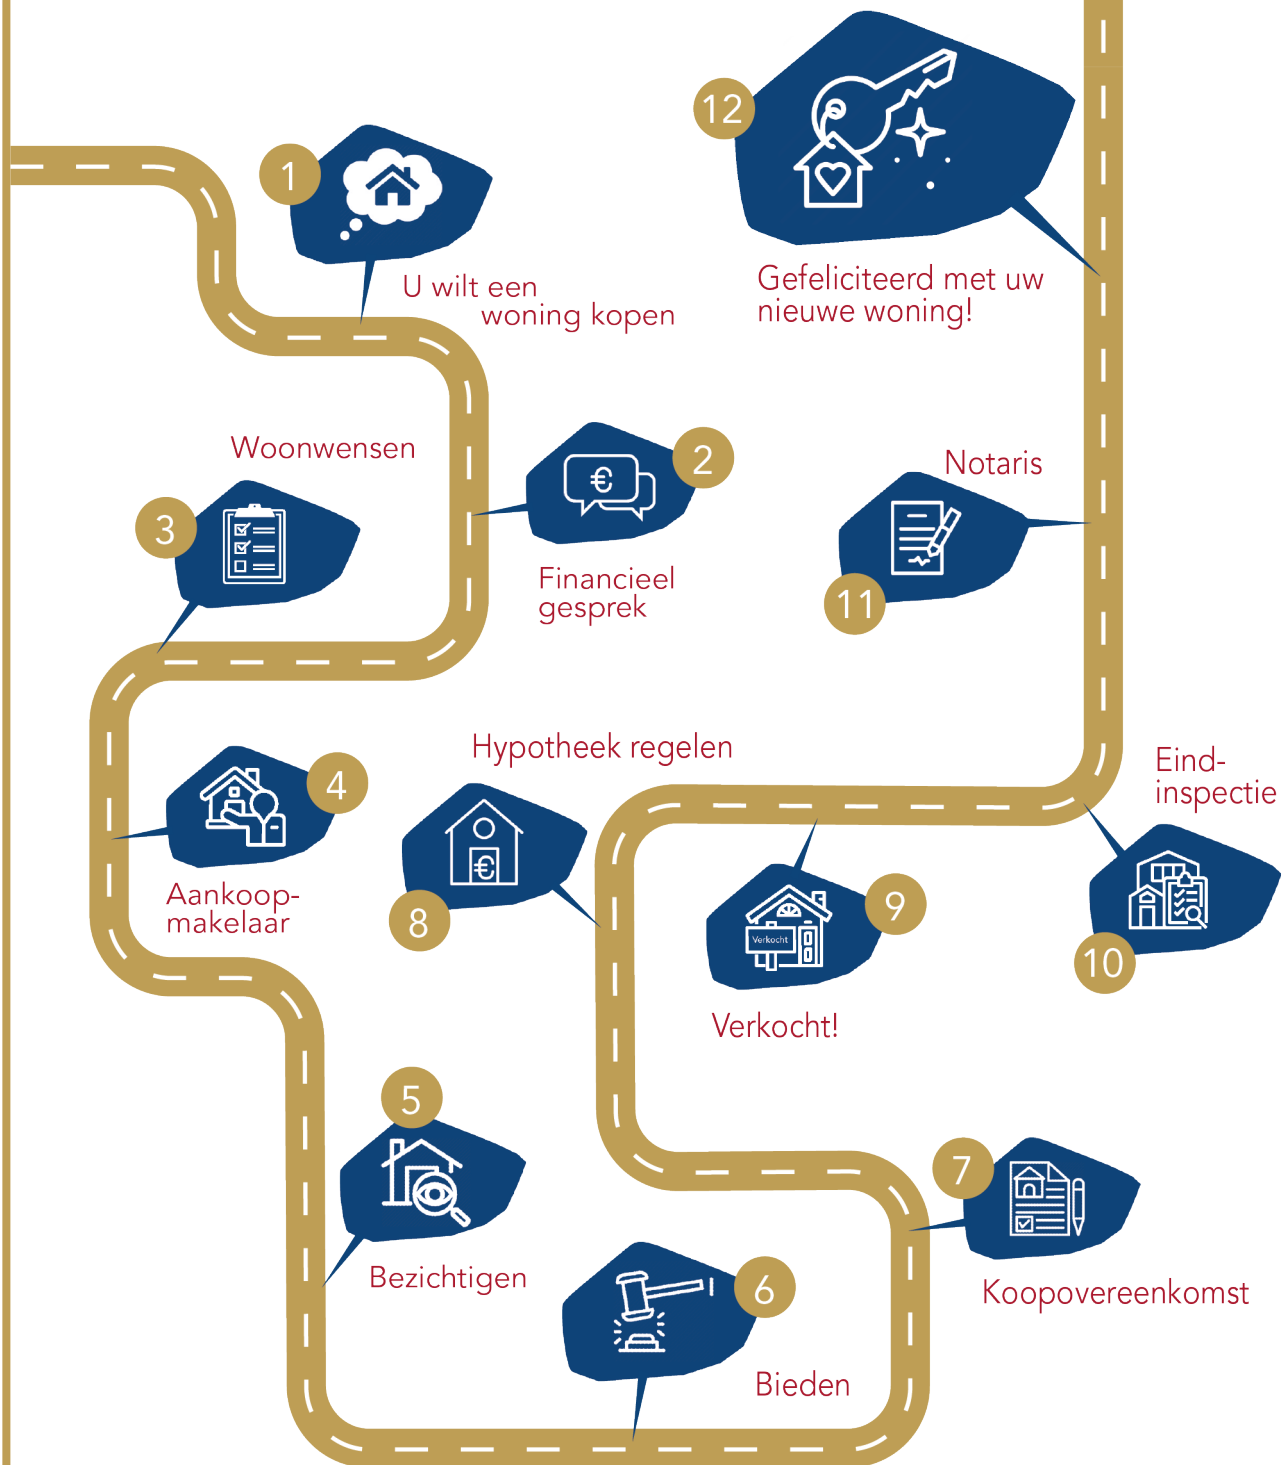 1
U wilt een
woning kopen
2
€
Financieel
gesprek
3
Woonwensen
4
Aankoop-
makelaar
5
Bezichtigen
6
Bieden
7
Koopovereenkomst
8
Hypotheek regelen
€
9
Verkocht
Verkocht!
10
Eind-
inspectie
11
Notaris
12
Gefeliciteerd met uw
nieuwe woning!